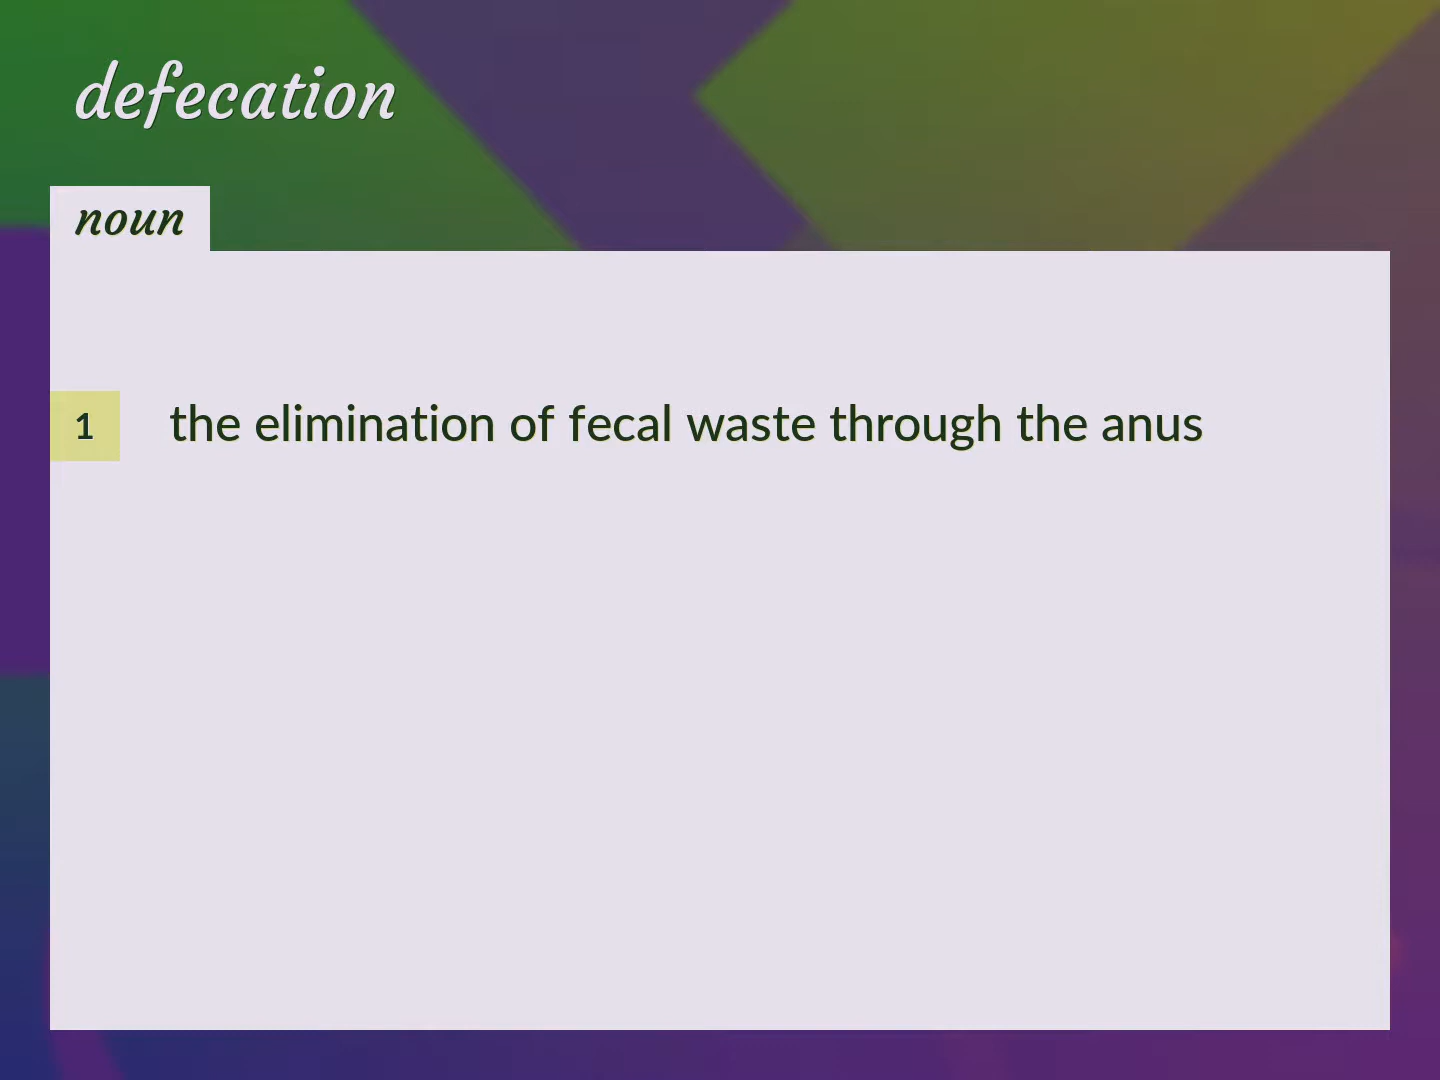 defecation
noun
1 the elimination of fecal waste through the anus